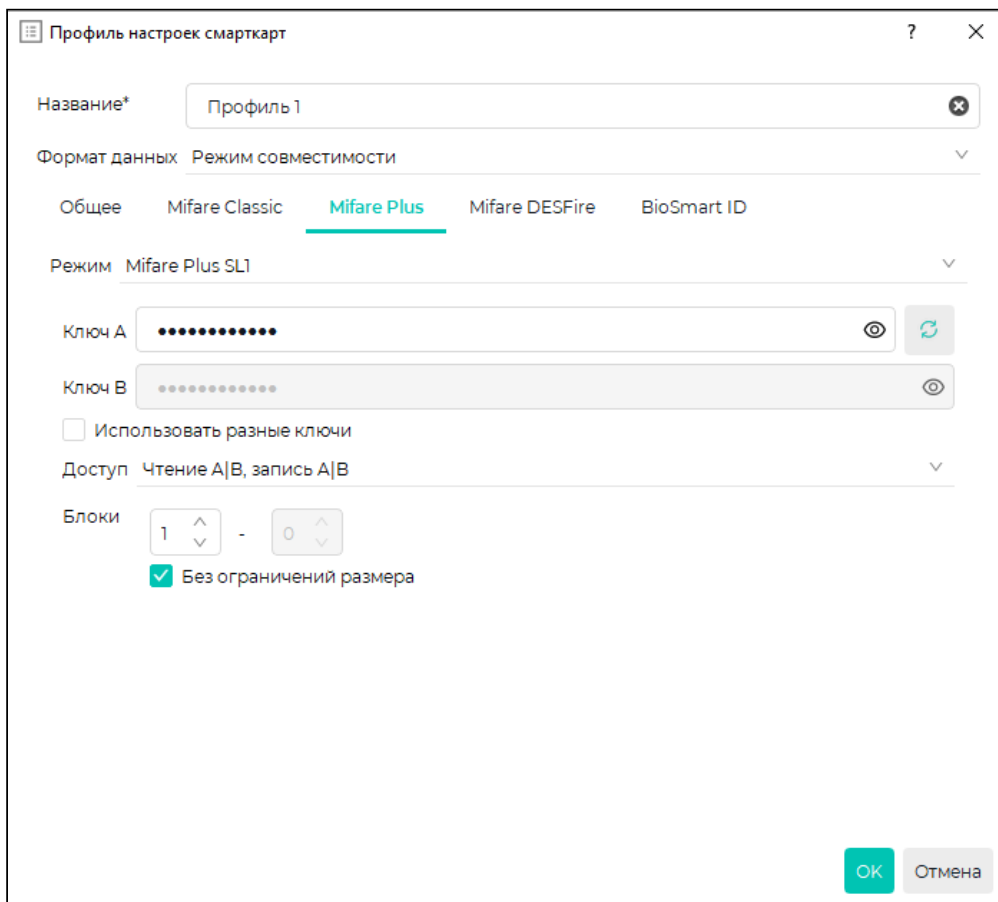 Профиль настроек смарткарт ?
Название* Профиль 1
Формат данных Режим совместимости
Общее Mifare Classic Mifare Plus Mifare DESFire BioSmart ID
Режим Mifare Plus SL1
Ключ A ••••••••••••
Ключ B ••••••••••••
Использовать разные ключи
Доступ Чтение A|B, запись A|B
Блоки 1 - 0
Без ограничений размера
OK Отмена